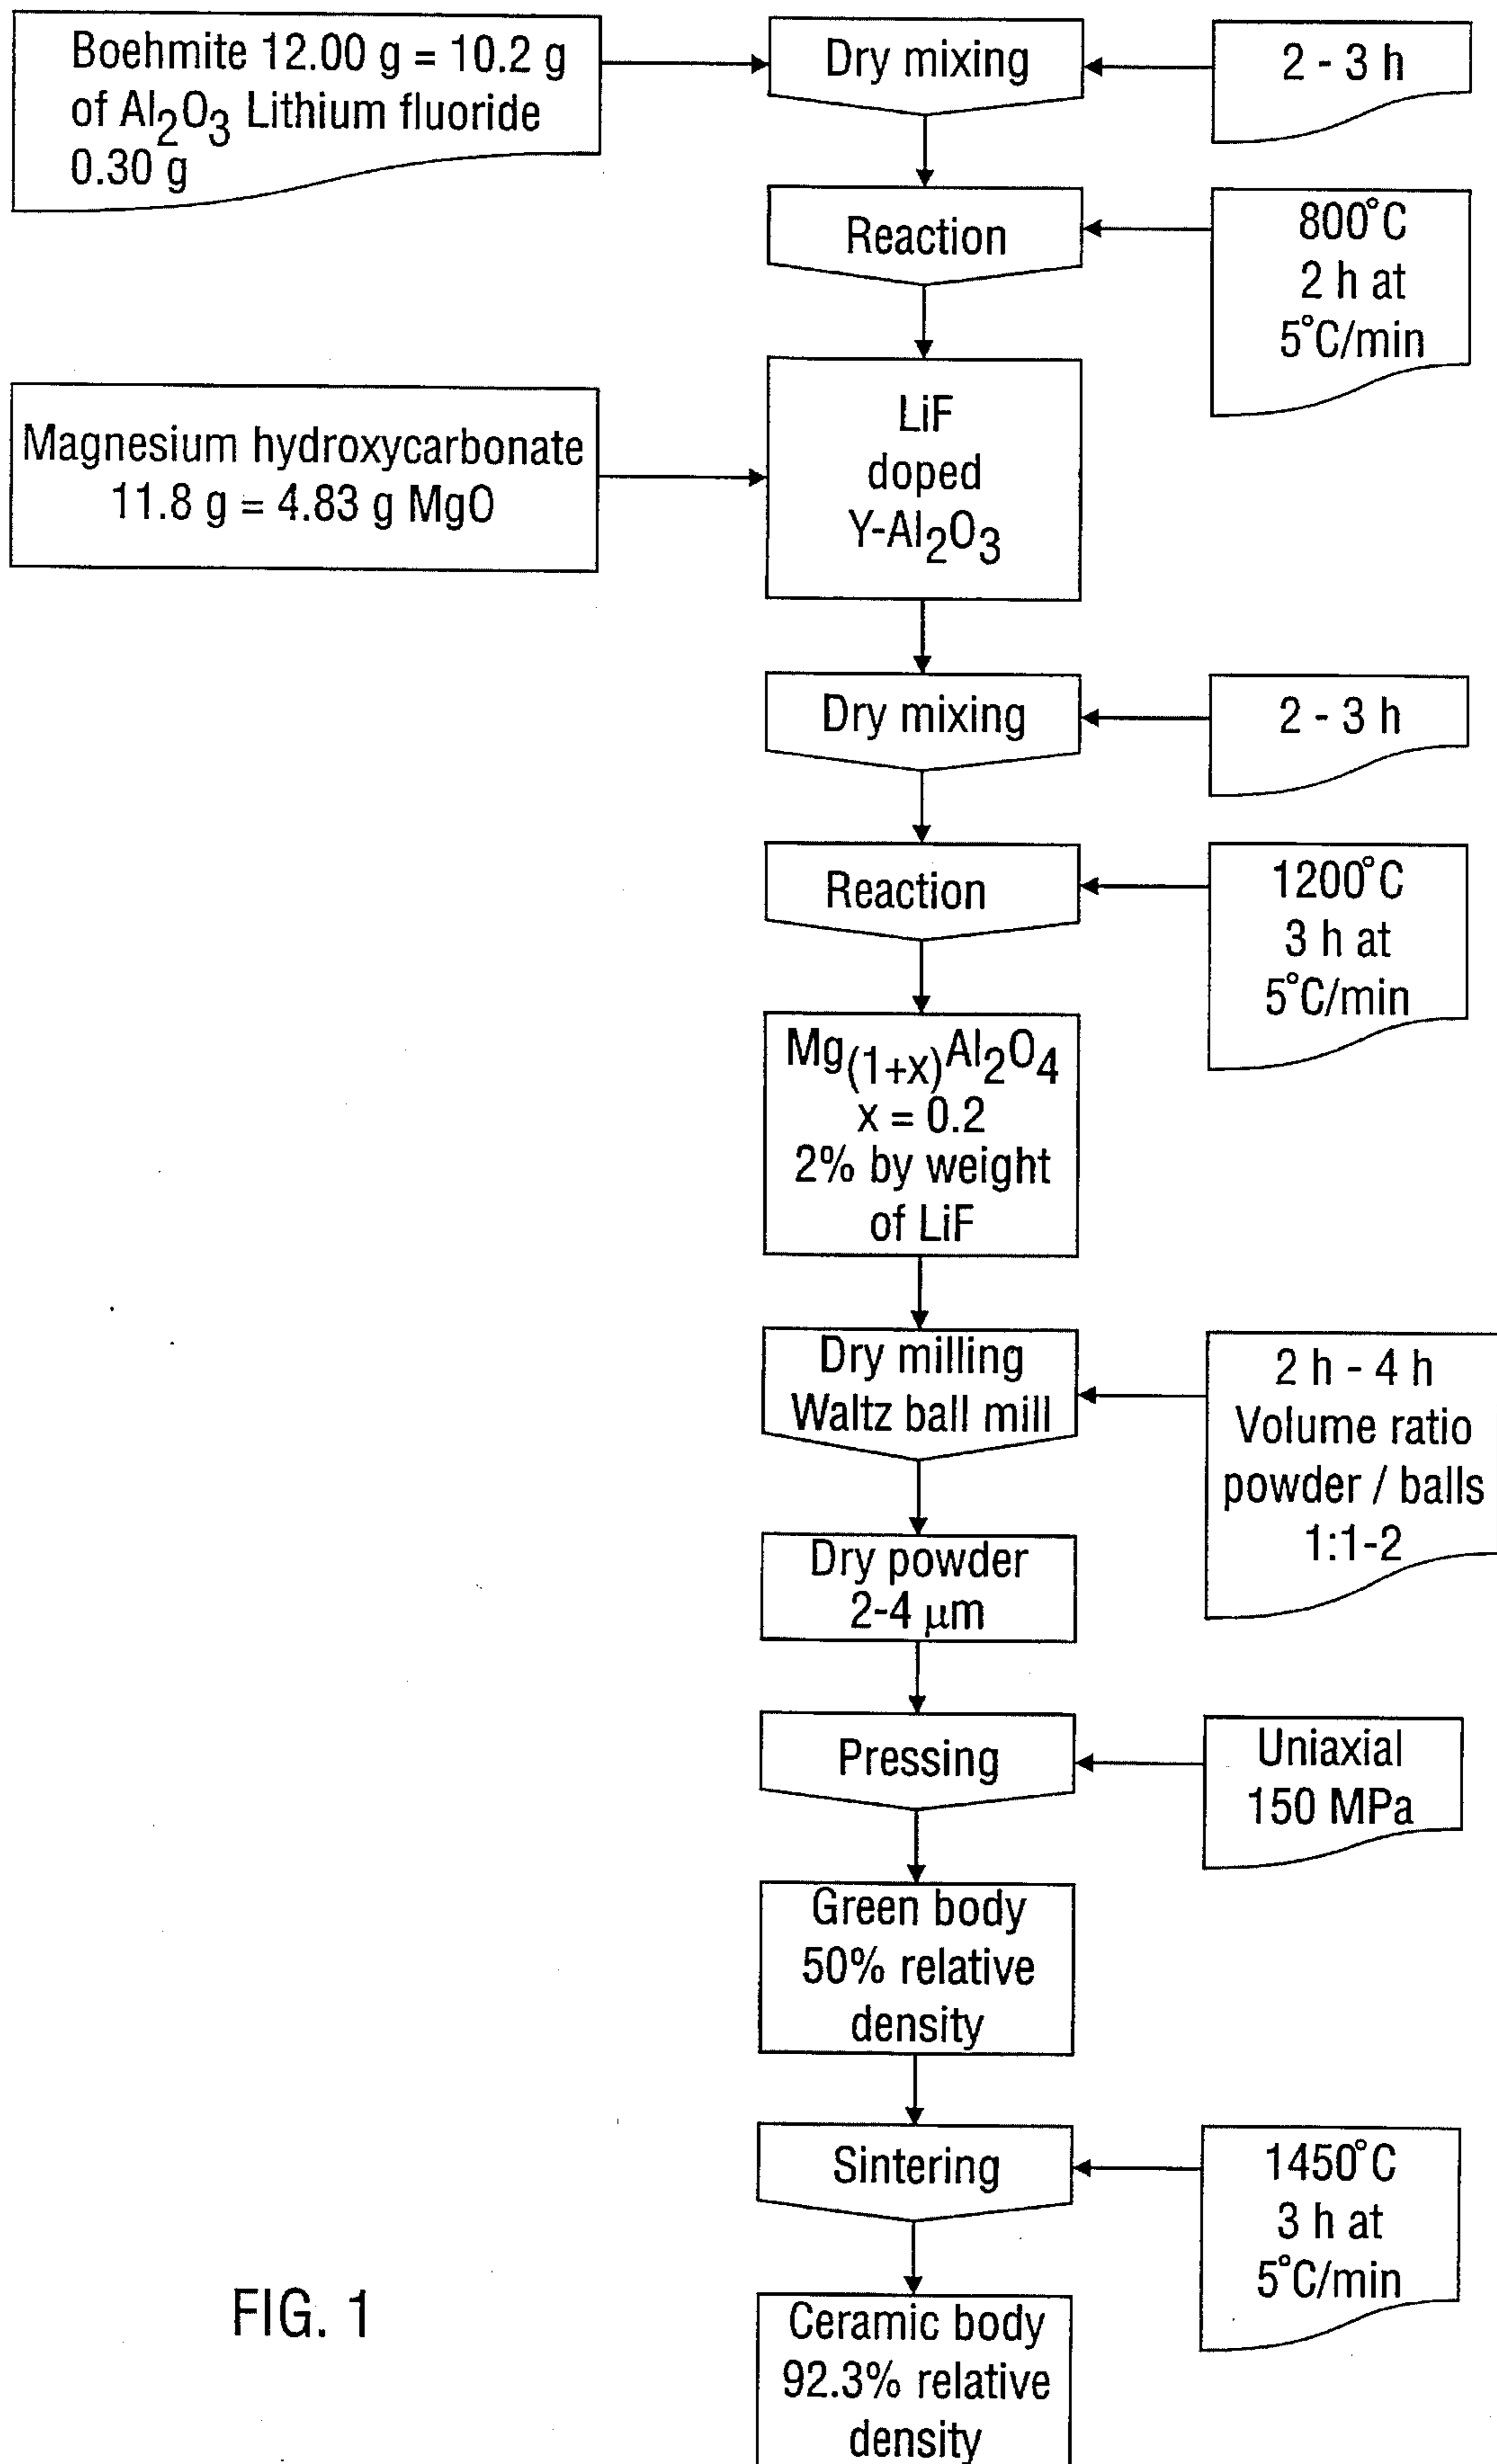 Boehmite 12.00 g = 10.2 g
of Al₂O₃ Lithium fluoride
0.30 g
Dry mixing
2 - 3 h
Reaction
800°C
2 h at
5°C/min
Magnesium hydroxycarbonate
11.8 g = 4.83 g MgO
LiF
doped
Y-Al₂O₃
Dry mixing
2 - 3 h
Reaction
1200°C
3 h at
5°C/min
Mg₍₁₊ₓ₎Al₂O₄
x = 0.2
2% by weight
of LiF
Dry milling
Waltz ball mill
2 h - 4 h
Volume ratio
powder / balls
1:1-2
Dry powder
2-4 μm
Pressing
Uniaxial
150 MPa
Green body
50% relative
density
Sintering
1450°C
3 h at
5°C/min
Ceramic body
92.3% relative
density
FIG. 1